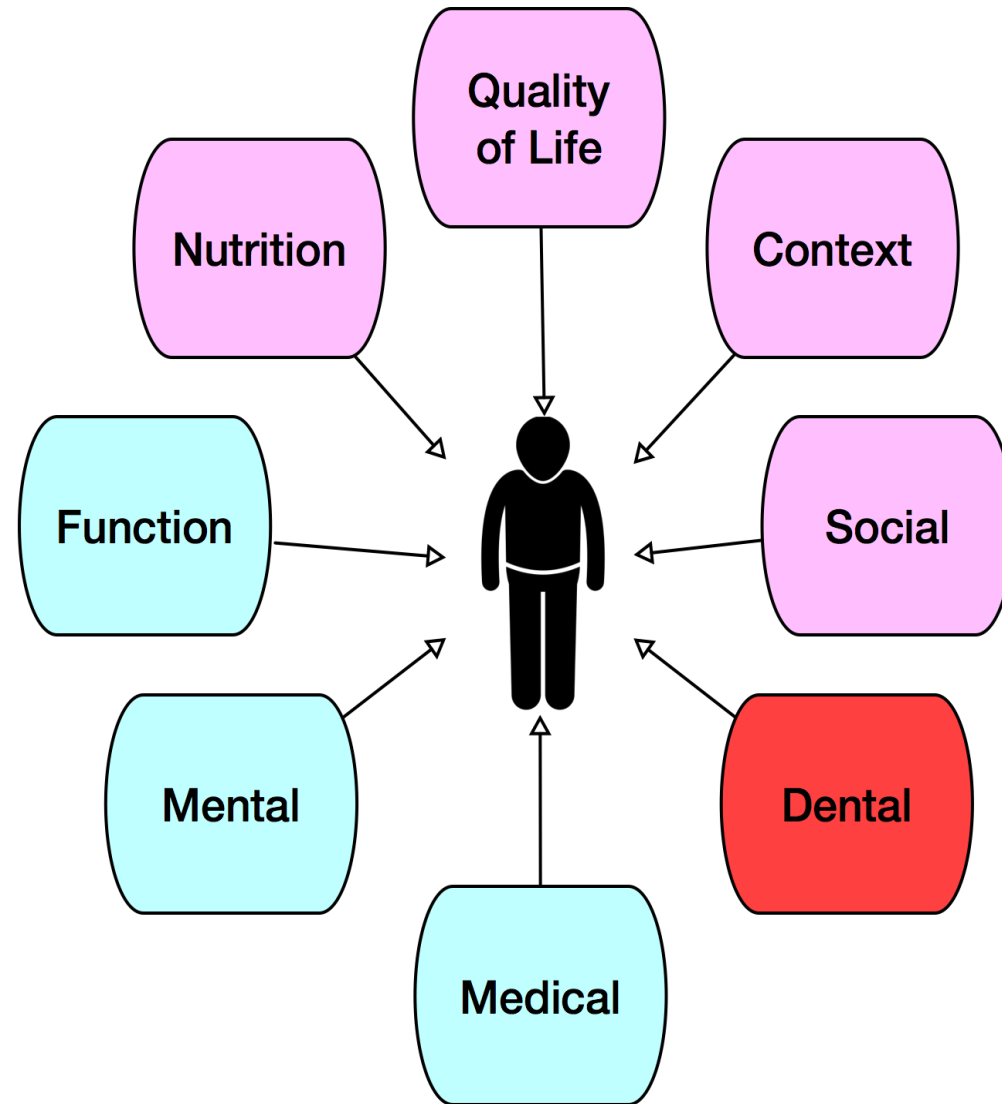 Quality
of Life
Nutrition
Context
Function
Social
Mental
Dental
Medical